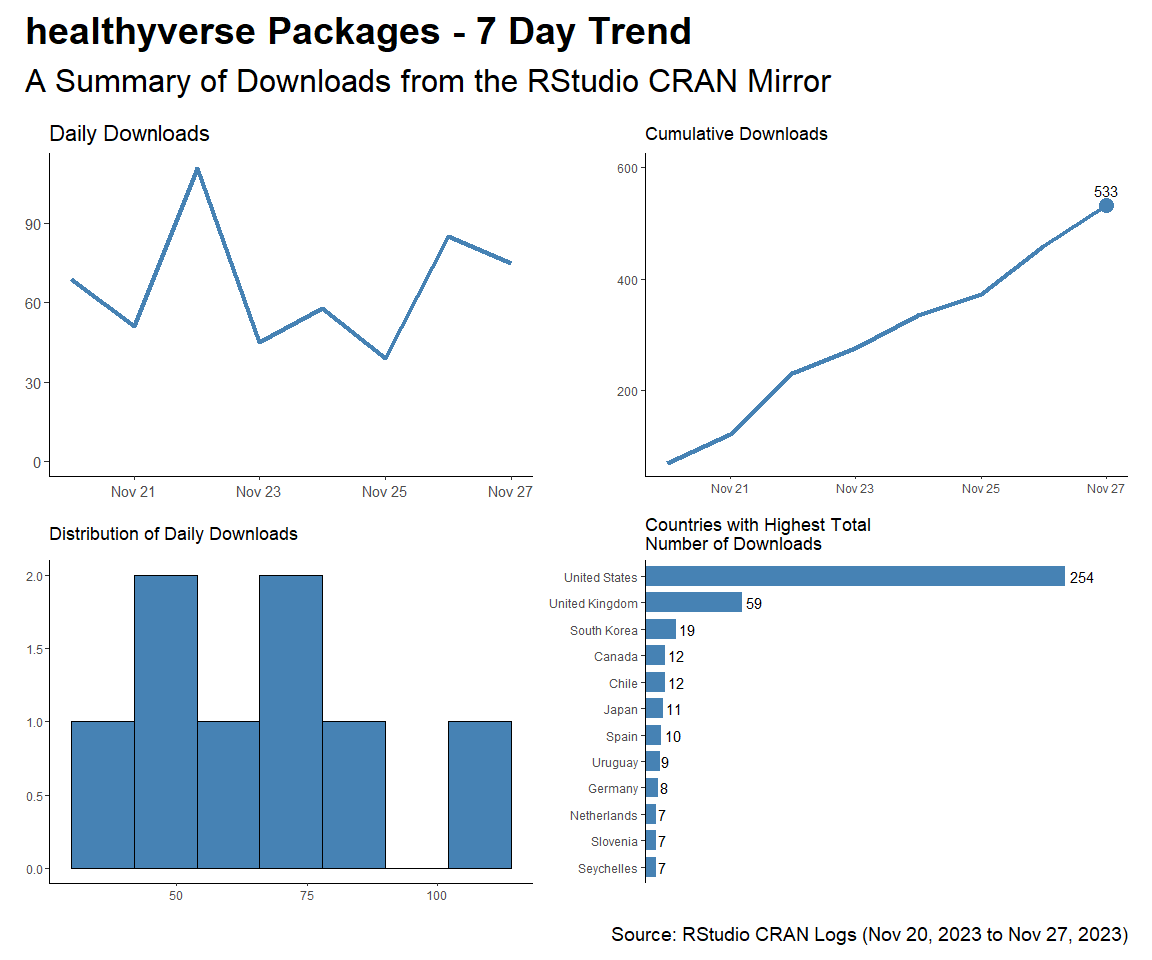 healthyverse Packages - 7 Day Trend
A Summary of Downloads from the RStudio CRAN Mirror
Daily Downloads
90
60
30
0
Nov 21 Nov 23 Nov 25 Nov 27
Cumulative Downloads
600
400
200
533
Nov 21 Nov 23 Nov 25 Nov 27
Distribution of Daily Downloads
2.0
1.5
1.0
0.5
0.0
50 75 100
Countries with Highest Total
Number of Downloads
United States 254
United Kingdom 59
South Korea 19
Canada 12
Chile 12
Japan 11
Spain 10
Uruguay 9
Germany 8
Netherlands 7
Slovenia 7
Seychelles 7
Source: RStudio CRAN Logs (Nov 20, 2023 to Nov 27, 2023)